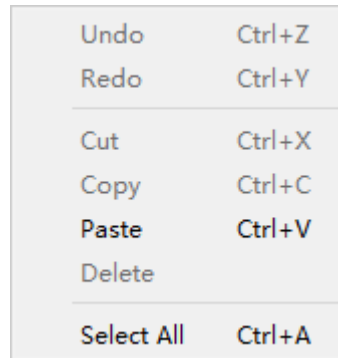 Undo Ctrl+Z
Redo Ctrl+Y
Cut Ctrl+X
Copy Ctrl+C
Paste Ctrl+V
Delete
Select All Ctrl+A